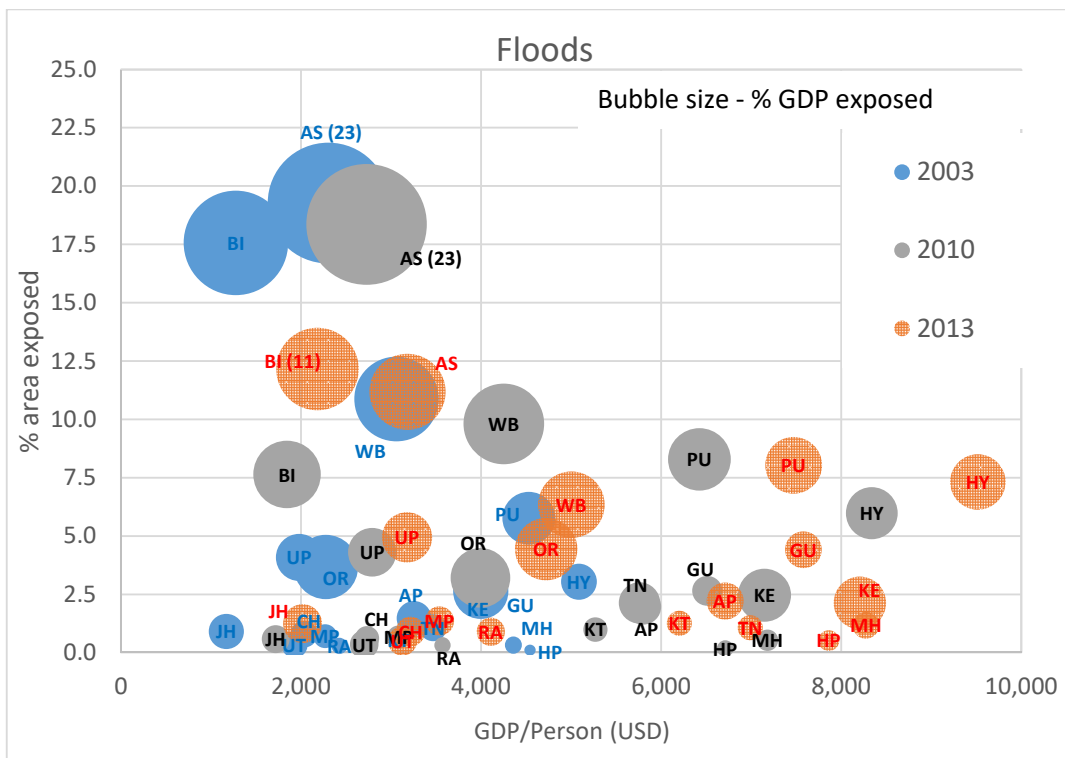 Floods
Bubble size - % GDP exposed
25.0
22.5
20.0
17.5
15.0
12.5
10.0
7.5
5.0
2.5
0.0
% area exposed
0
2,000
4,000
6,000
8,000
10,000
GDP/Person (USD)
2003
2010
2013
AS (23)
BI
AS (23)
BI (11)
AS
WB
WB
BI
PU
PU
HY
PU
WB
HY
OR
OR
UP
UP
UP
OR
GU
HY
GU
TN
KE
AP
KE
AP
KE
GU
JH
CH
CH
MP
TN
MH
AP
KT
KT
TN
MH
JH
JH
MP
RA
UT
UT
MP
CH
UT
RA
RA
HP
HP
MH
HP